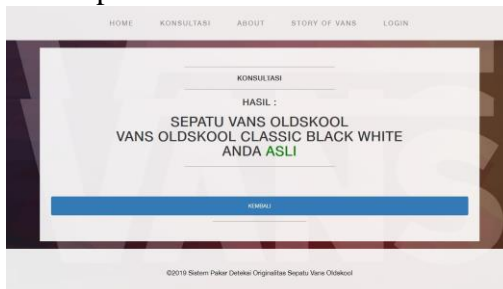 HOME KONSULTASI ABOUT STORY OF VANS LOGIN
KONSULTASI
HASIL :
SEPATU VANS OLDSKOOL
VANS OLDSKOOL CLASSIC BLACK WHITE
ANDA ASLI
KEMBALI
©2019 Sistem Pakar Deteksi Originalitas Sepatu Vans Oldskool